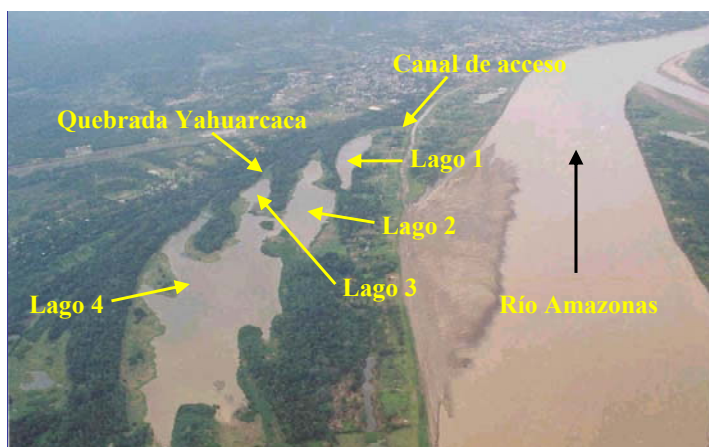 Canal de acceso
Quebrada Yahuarcaca
Lago 1
Lago 2
Lago 3
Lago 4
Río Amazonas